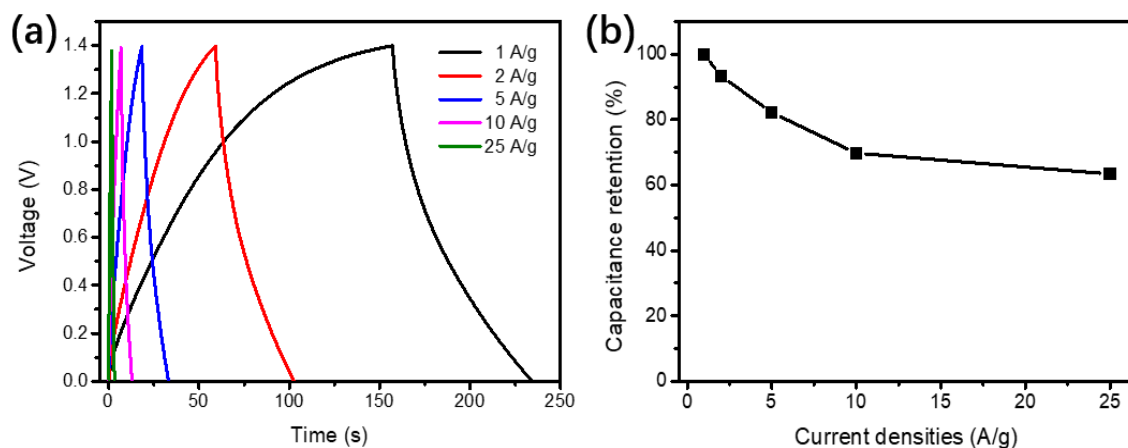 (a)
1.4
1.2
1.0
0.8
0.6
0.4
0.2
0.0
Voltage (V)
1 A/g
2 A/g
5 A/g
10 A/g
25 A/g
0 50 100 150 200 250
Time (s)
(b)
100
80
60
40
20
0
Capacitance retention (%)
0 5 10 15 20 25
Current densities (A/g)